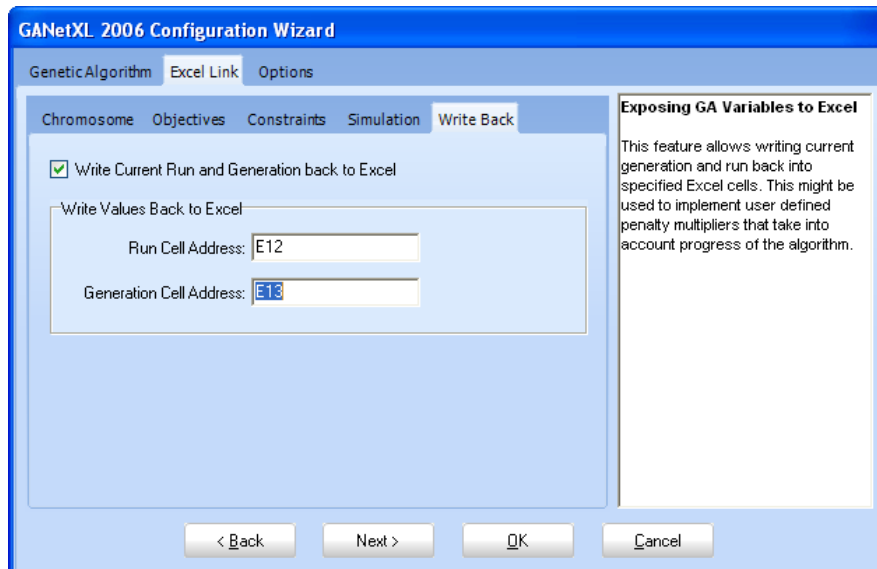 GANetXL 2006 Configuration Wizard
Genetic Algorithm Excel Link Options
Chromosome Objectives Constraints Simulation Write Back
Write Current Run and Generation back to Excel
Write Values Back to Excel
Run Cell Address: E12
Generation Cell Address: E13
Exposing GA Variables to Excel
This feature allows writing current
generation and run back into
specified Excel cells. This might be
used to implement user defined
penalty multipliers that take into
account progress of the algorithm.
< Back Next > OK Cancel